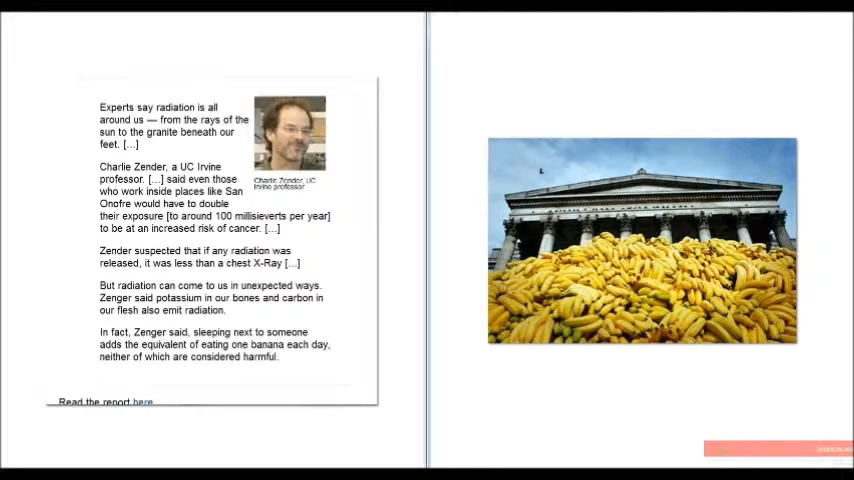 Experts say radiation is all
around us — from the rays of the
sun to the granite beneath our
feet. [...]
Charlie Zender, UC
Irvine professor
Charlie Zender, a UC Irvine
professor. [...] said even those
who work inside places like San
Onofre would have to double
their exposure [to around 100 millisieverts per year]
to be at an increased risk of cancer. [...]
Zender suspected that if any radiation was
released, it was less than a chest X-Ray [...]
But radiation can come to us in unexpected ways.
Zenger said potassium in our bones and carbon in
our flesh also emit radiation.
In fact, Zenger said, sleeping next to someone
adds the equivalent of eating one banana each day,
neither of which are considered harmful.
Read the report here